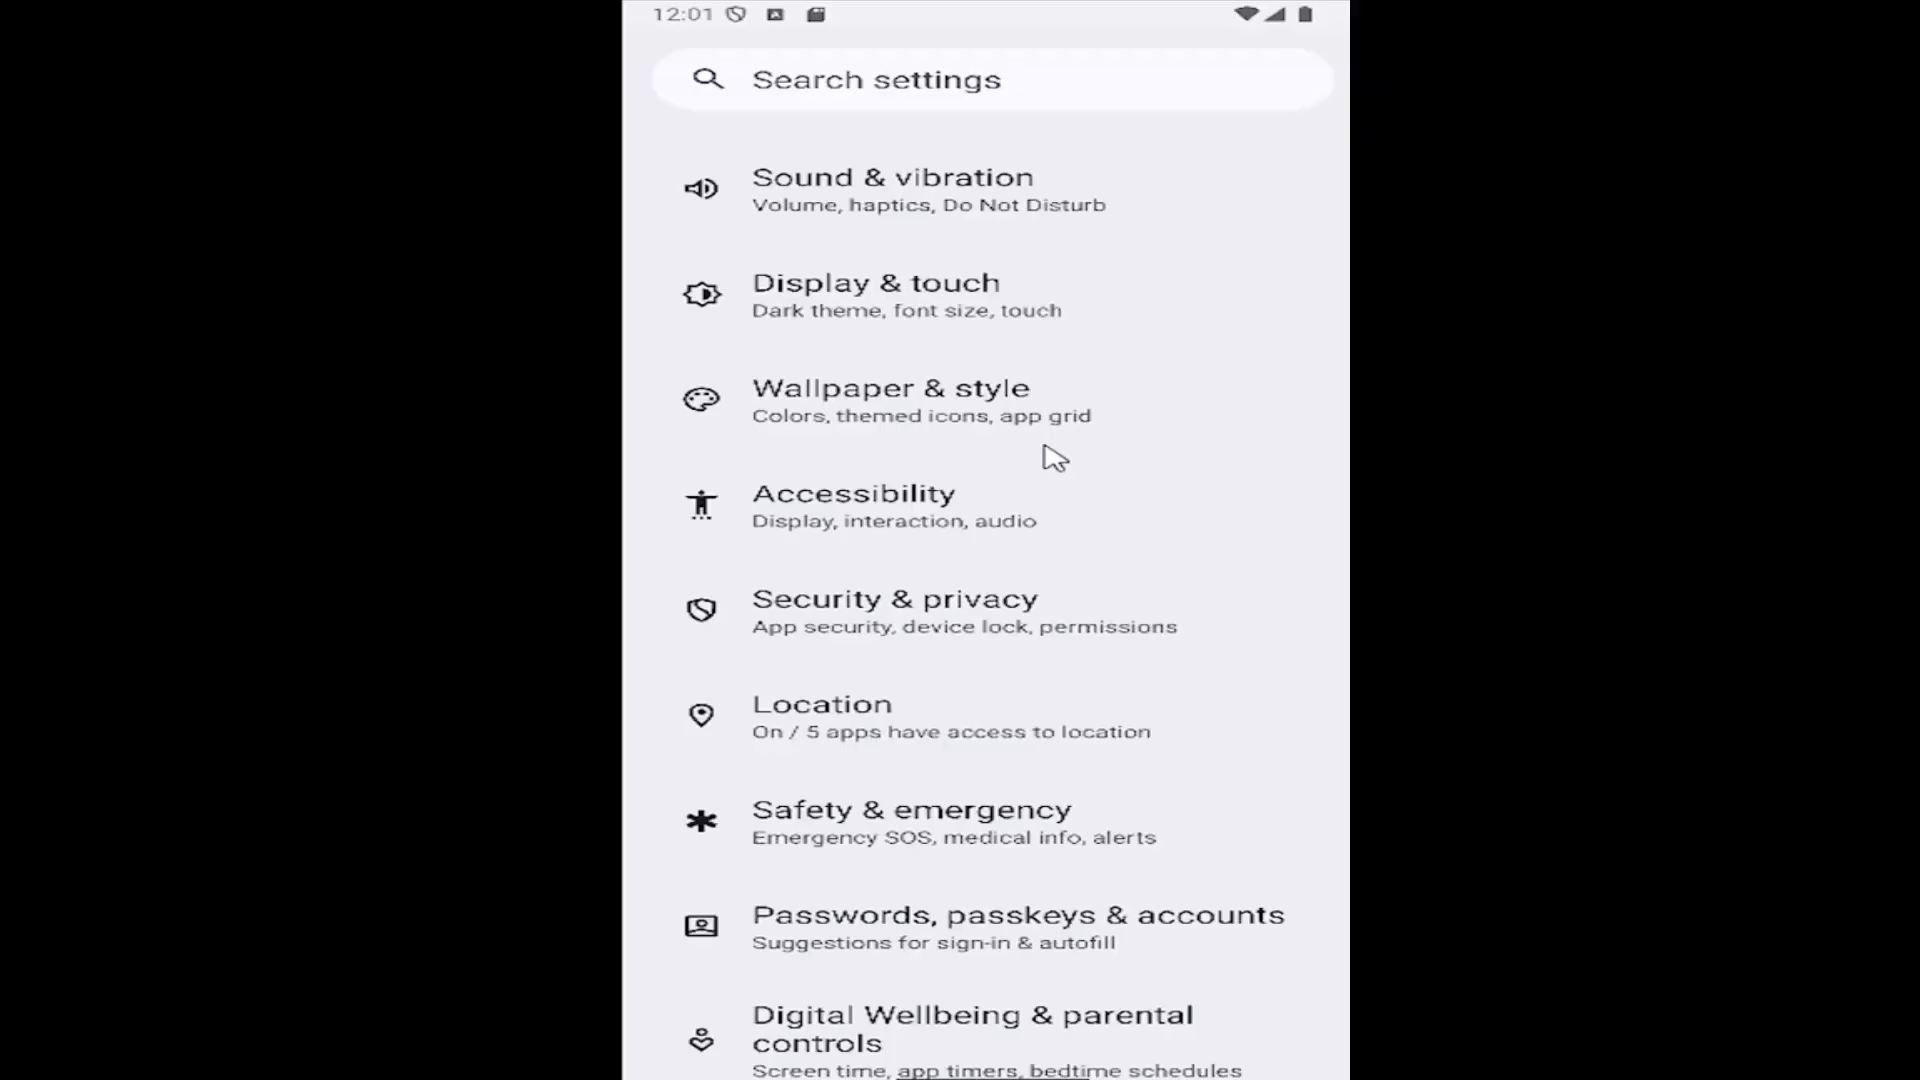 12:01
Search settings
Sound & vibration
Volume, haptics, Do Not Disturb
Display & touch
Dark theme, font size, touch
Wallpaper & style
Colors, themed icons, app grid
Accessibility
Display, interaction, audio
Security & privacy
App security, device lock, permissions
Location
On / 5 apps have access to location
Safety & emergency
Emergency SOS, medical info, alerts
Passwords, passkeys & accounts
Suggestions for sign-in & autofill
Digital Wellbeing & parental
controls
Screen time, app timers, bedtime schedules